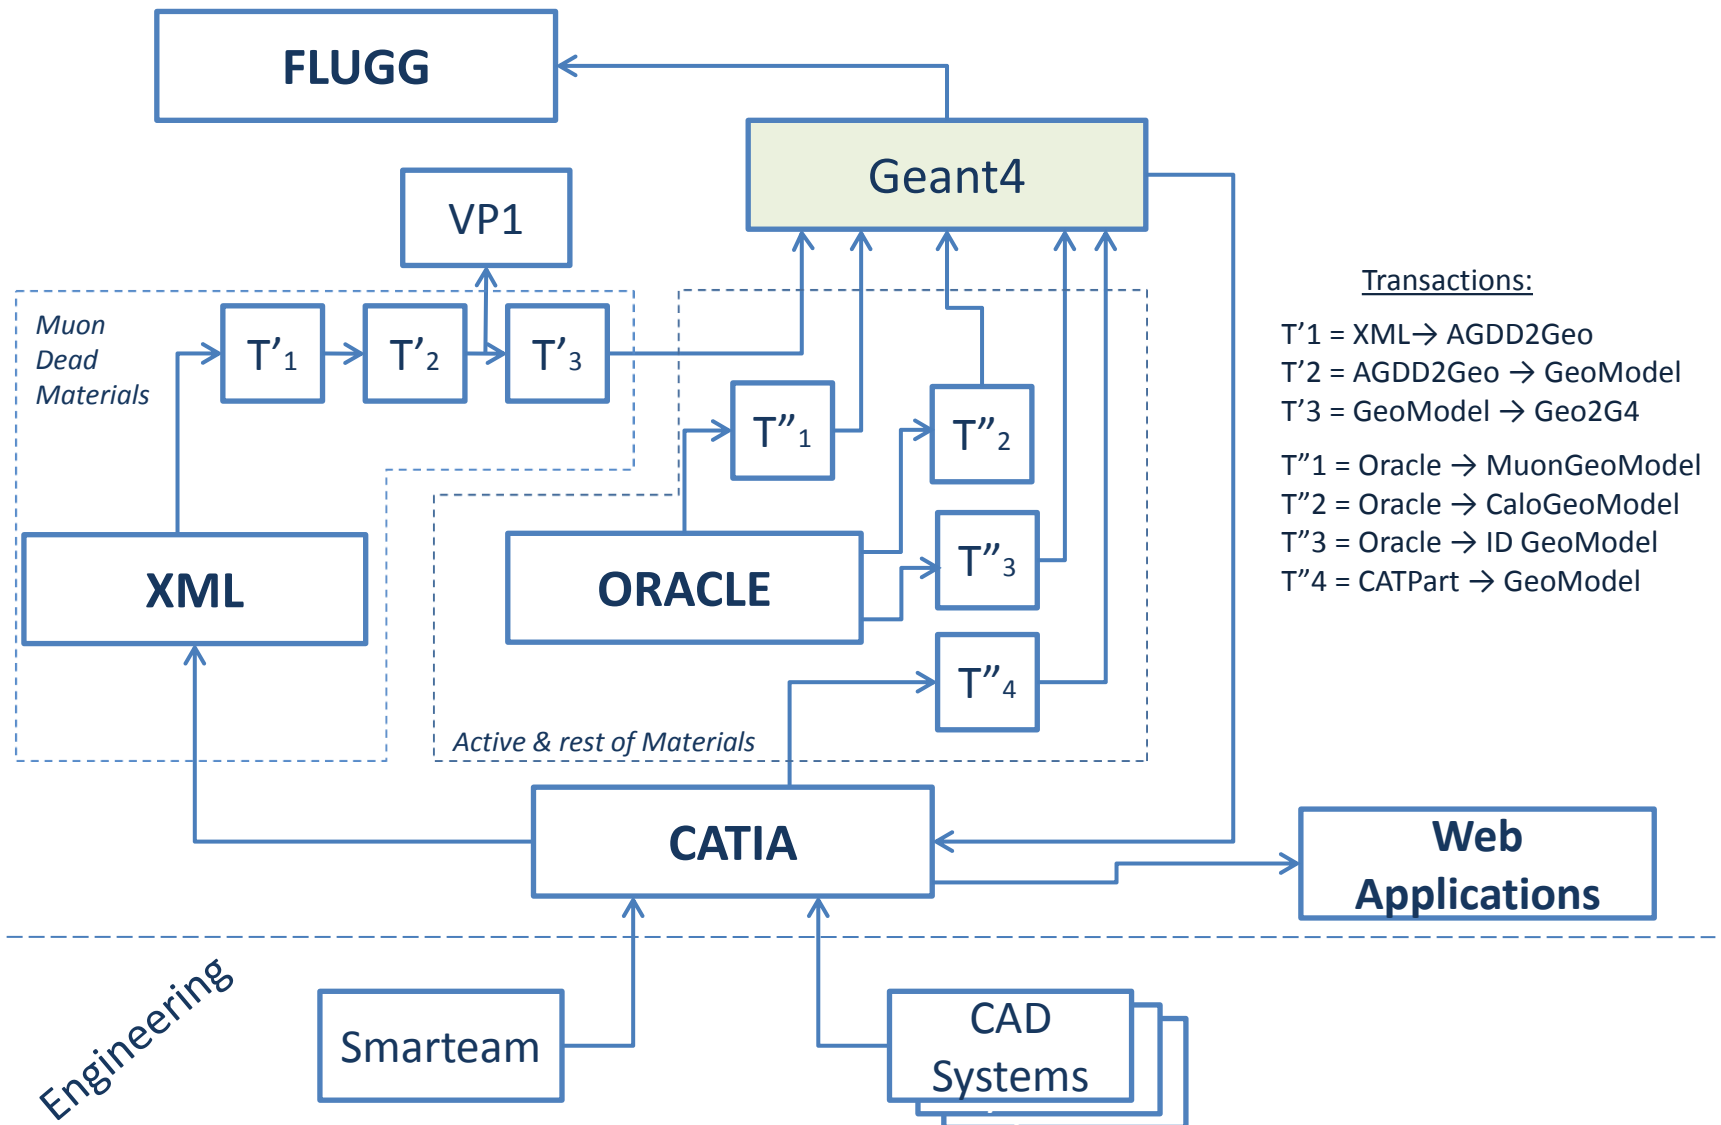 FLUGG
Geant4
VP1
Muon
Dead
Materials
T’1
T’2
T’3
Transactions:
T’1 = XML→ AGDD2Geo
T’2 = AGDD2Geo → GeoModel
T’3 = GeoModel → Geo2G4
T”1 = Oracle → MuonGeoModel
T”2 = Oracle → CaloGeoModel
T”3 = Oracle → ID GeoModel
T”4 = CATPart → GeoModel
T”1
T”2
XML
ORACLE
T”3
T”4
Active & rest of Materials
CATIA
Web
Applications
Engineering
Smarteam
CAD
Systems